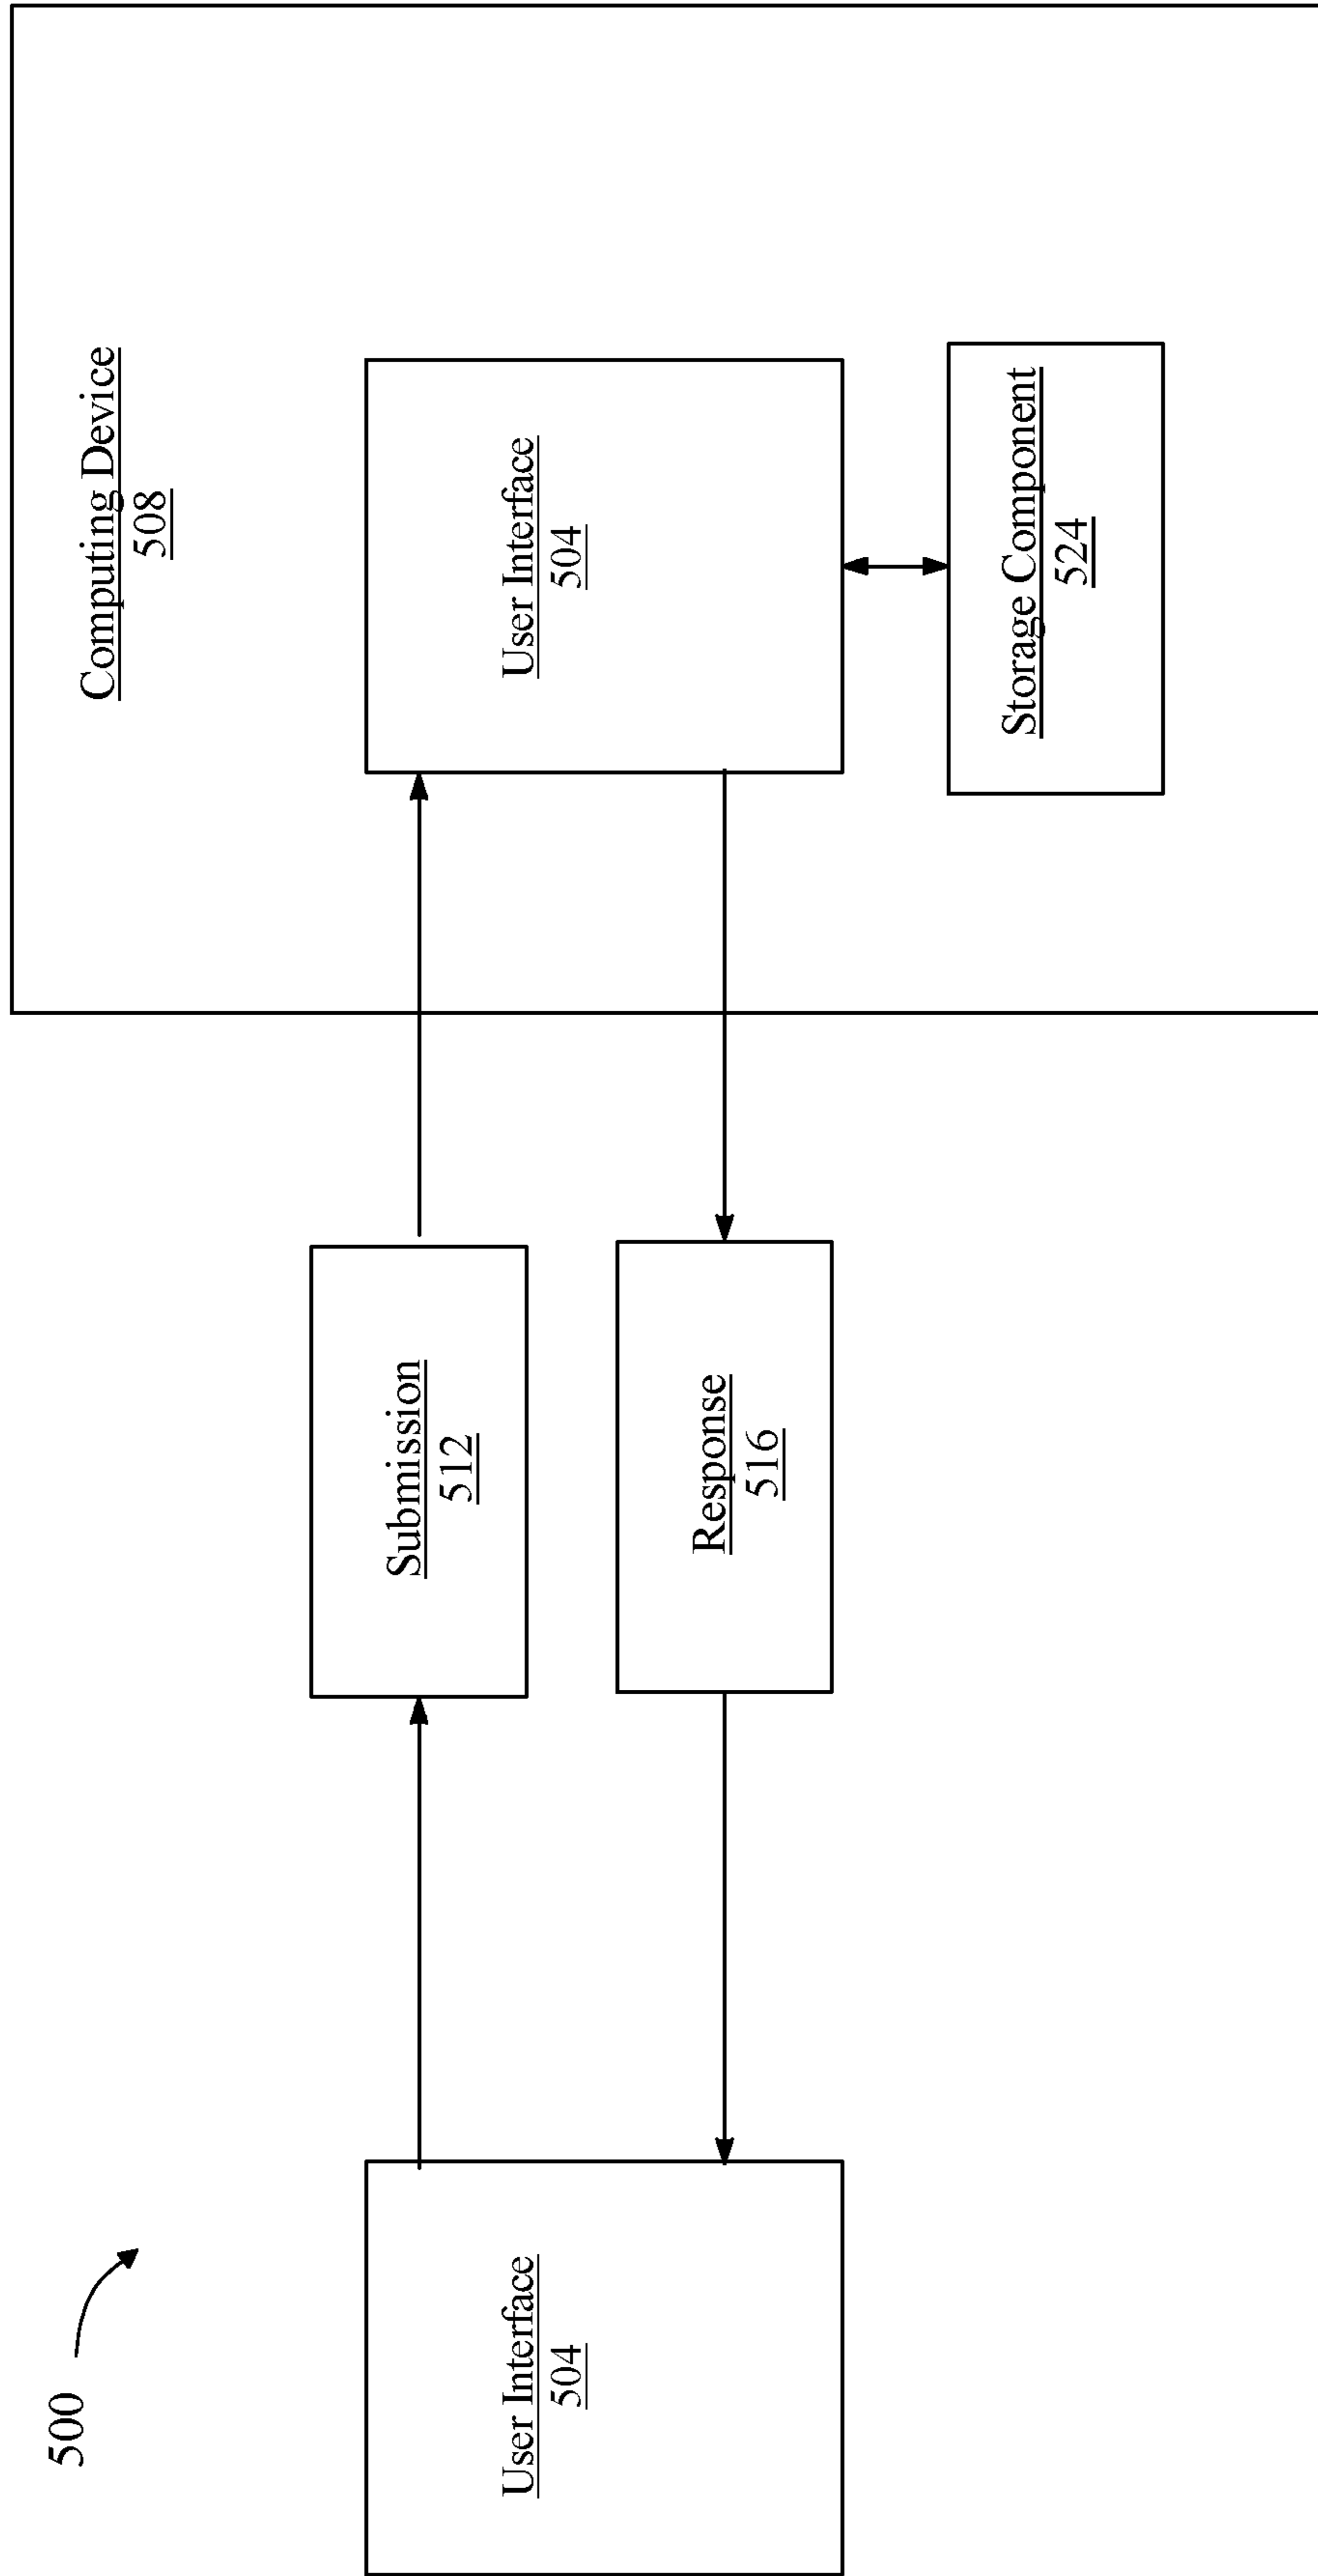 500
User Interface
504
Submission
512
Response
516
Computing Device
508
User Interface
504
Storage Component
524